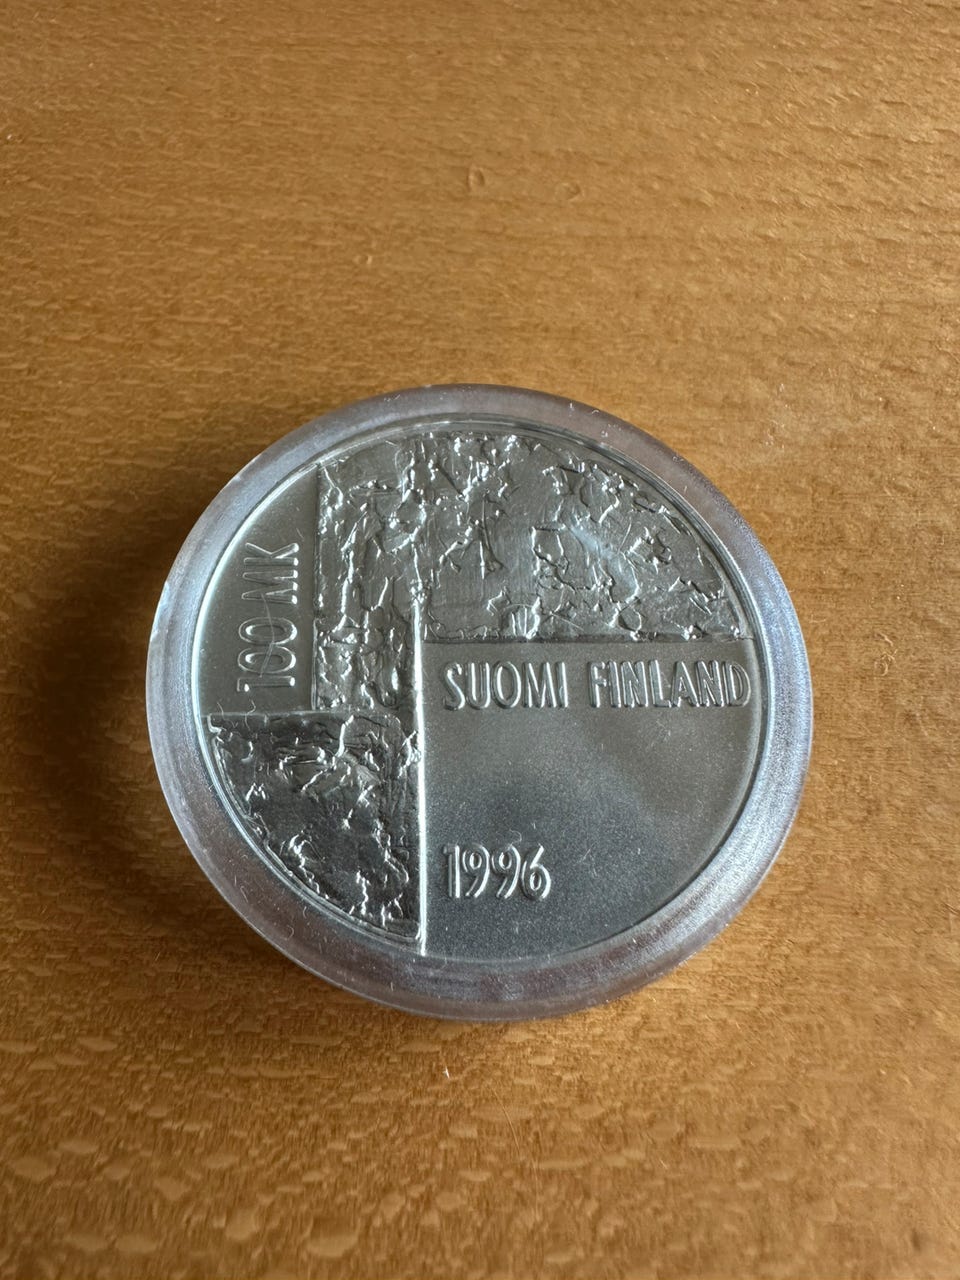 100 MK
SUOMI FINLAND
1996